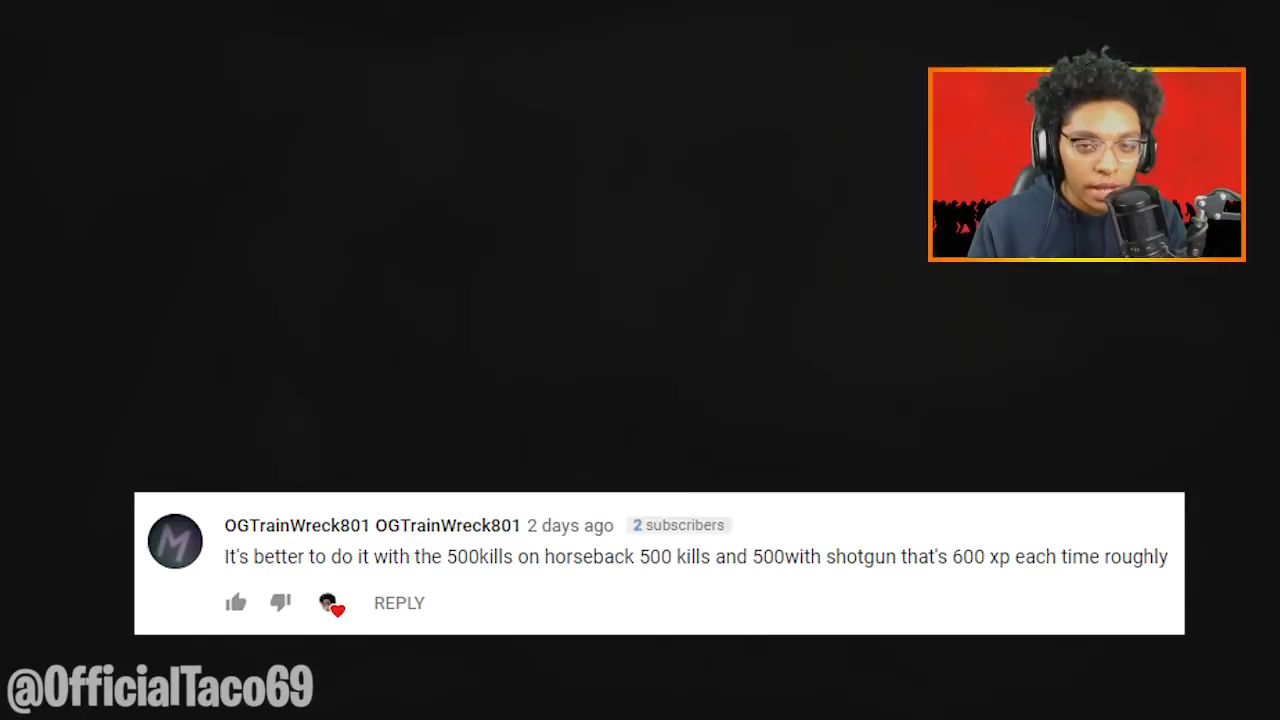 OGTrainWreck801 OGTrainWreck801 2 days ago 2 subscribers
It's better to do it with the 500kills on horseback 500 kills and 500with shotgun that's 600 xp each time roughly
REPLY
@OfficialTaco69